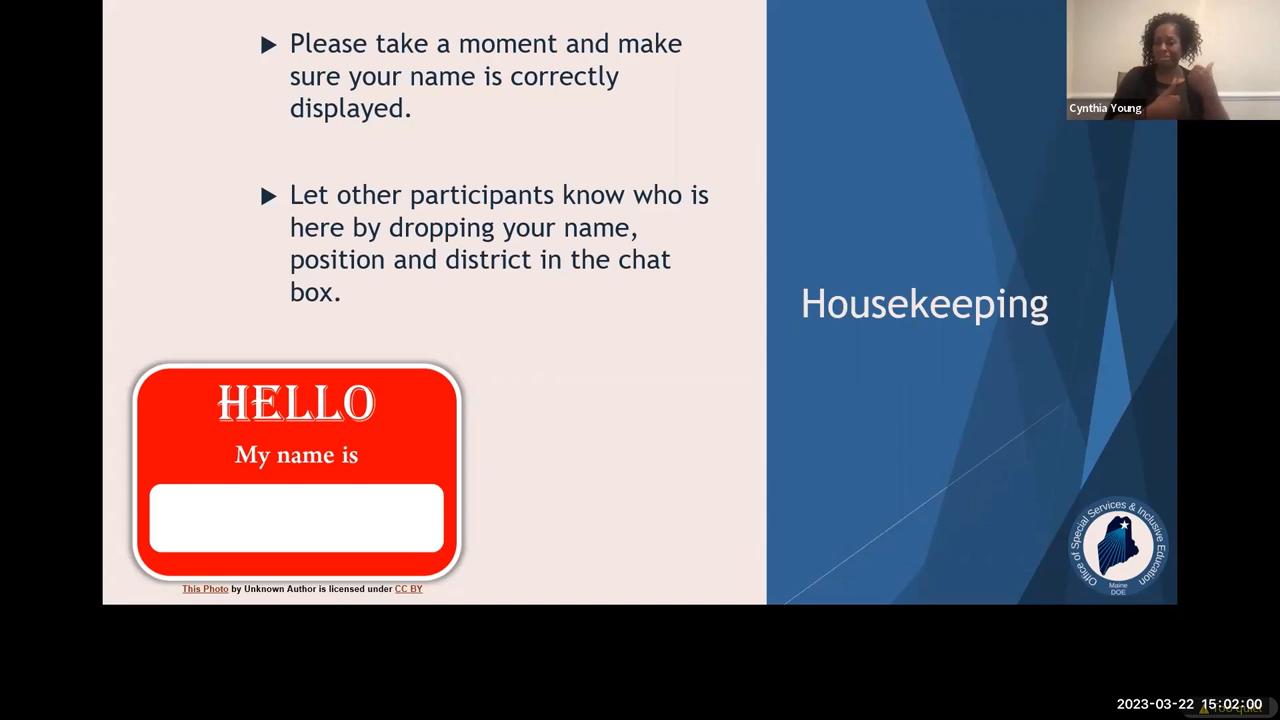 Please take a moment and make
sure your name is correctly
displayed.
Let other participants know who is
here by dropping your name,
position and district in the chat
box.
HELLO
My name is
This Photo by Unknown Author is licensed under CC BY
Housekeeping
Cynthia Young
Office of Special Services & Inclusive Education
Maine
DOE
2023-03-22 15:02:00